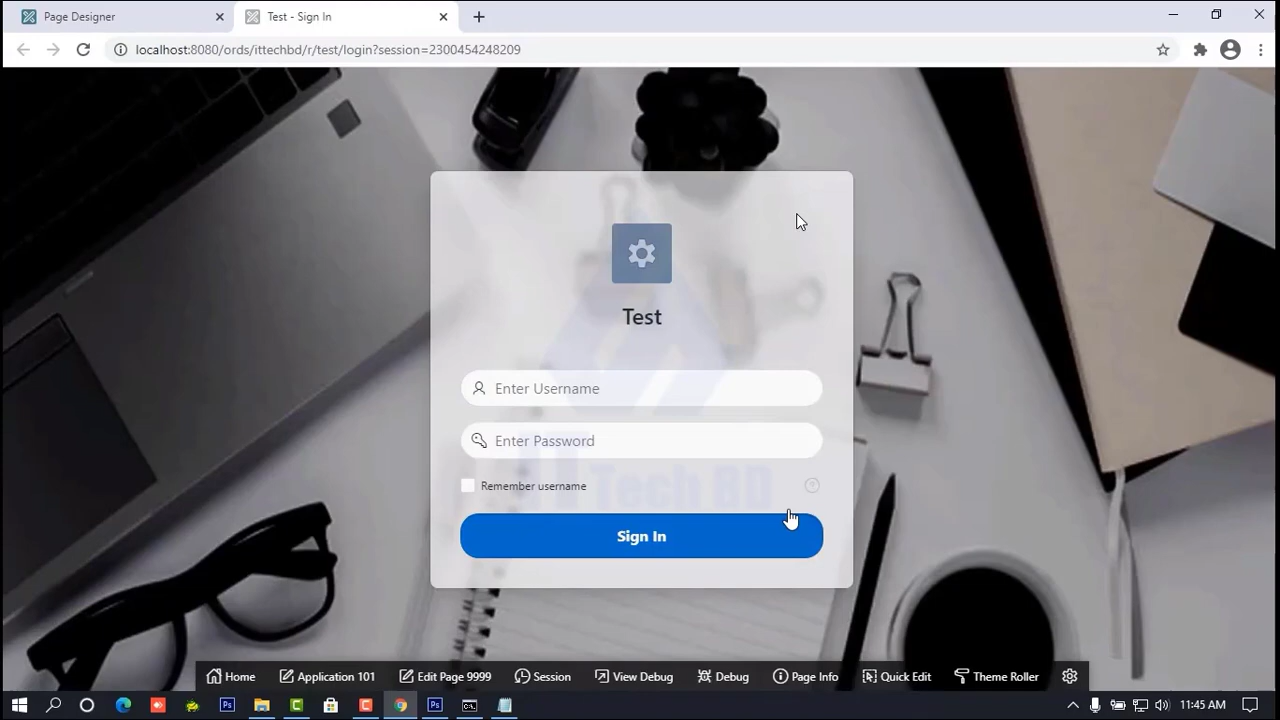 Page Designer
Test - Sign In
localhost:8080/ords/ittechbd/r/test/login?session=2300454248209
Test
Enter Username
Enter Password
Remember username
Tech BD
Sign In
Home
Application 101
Edit Page 9999
Session
View Debug
Debug
Page Info
Quick Edit
Theme Roller
11:45 AM